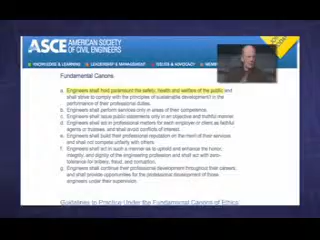 ASCE AMERICAN SOCIETY
OF CIVIL ENGINEERS
KNOWLEDGE & LEARNING LEADERSHIP & MANAGEMENT & ADVOCACY
Fundamental Canons
a. Engineers shall hold paramount the safety, health and welfare of the public and
shall strive to comply with the principles of sustainable development in the
performance of their professional duties.
b. Engineers shall perform services only in areas of their competence.
c. Engineers shall issue public statements only in an objective and truthful manner.
d. Engineers shall act in professional matters for each employer or client as faithful
agents or trustees, and shall avoid conflicts of interest.
e. Engineers shall build their professional reputation on the merit of their services
and shall not compete unfairly with others.
f. Engineers shall act in such a manner as to uphold and enhance the honor,
integrity, and dignity of the engineering profession and shall act with zero-
tolerance for bribery, fraud, and corruption.
g. Engineers shall continue their professional development throughout their careers,
and shall provide opportunities for the professional development of those
engineers under their supervision.
Guidelines to Practice Under the Fundamental Canons of Ethics